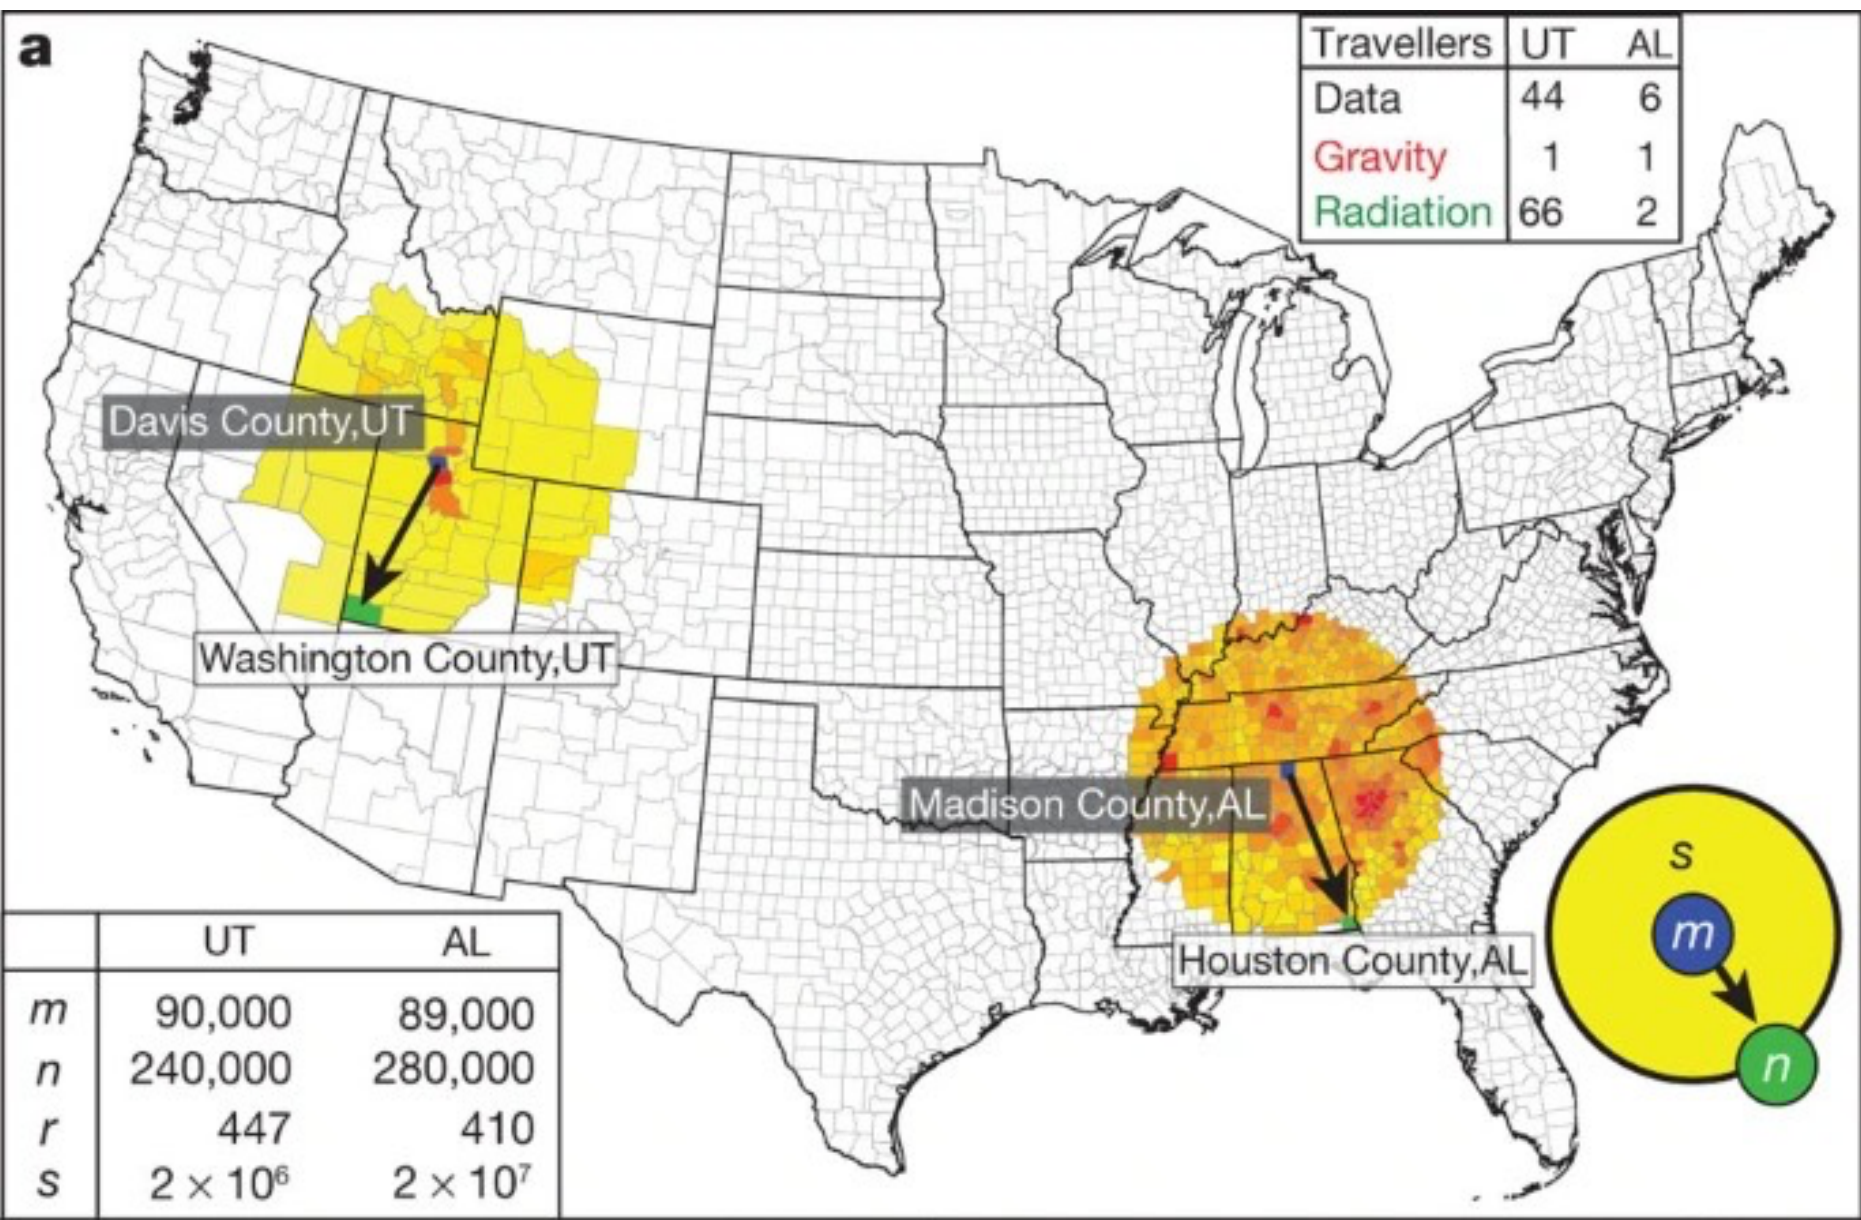 a
Travellers UT AL
Data 44 6
Gravity 1 1
Radiation 66 2
Davis County,UT
Washington County,UT
Madison County,AL
Houston County,AL
s
m
n
UT AL
m 90,000 89,000
n 240,000 280,000
r 447 410
s 2 × 10⁶ 2 × 10⁷